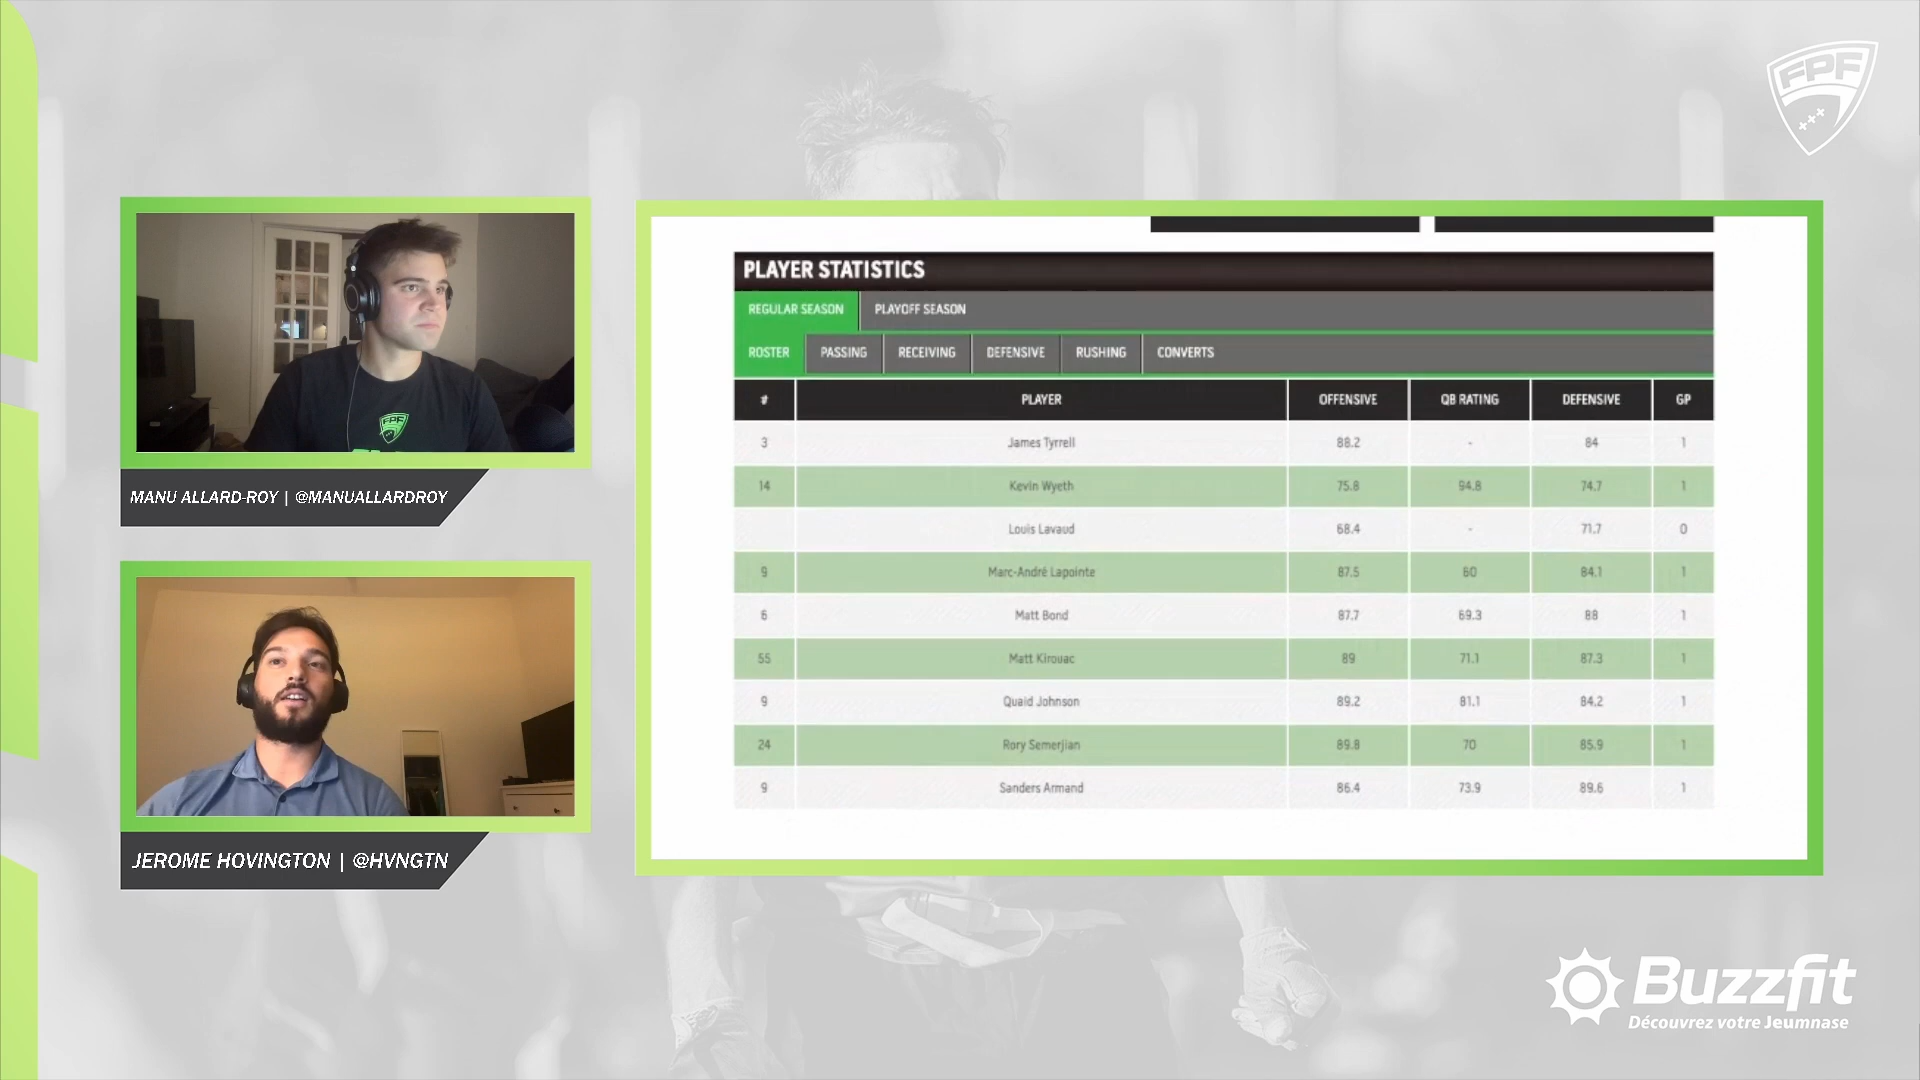 FPF
FPF
MANU ALLARD-ROY | @MANUALLARDROY
JEROME HOVINGTON | @HVNGTN
PLAYER STATISTICS
REGULAR SEASON PLAYOFF SEASON
ROSTER PASSING RECEIVING DEFENSIVE RUSHING CONVERTS
# PLAYER OFFENSIVE QB RATING DEFENSIVE GP
3 James Tyrrell 88.2 - 84 1
14 Kevin Wyeth 75.8 94.8 74.7 1
Louis Lavaud 68.4 - 71.7 0
9 Marc-André Lapointe 87.5 60 84.1 1
6 Matt Bond 87.7 69.3 88 1
55 Matt Kirouac 89 71.1 87.3 1
9 Quaid Johnson 89.2 81.1 84.2 1
24 Rory Semerjian 89.8 70 85.9 1
9 Sanders Armand 86.4 73.9 89.6 1
Buzzfit
Découvrez votre Jeumnase